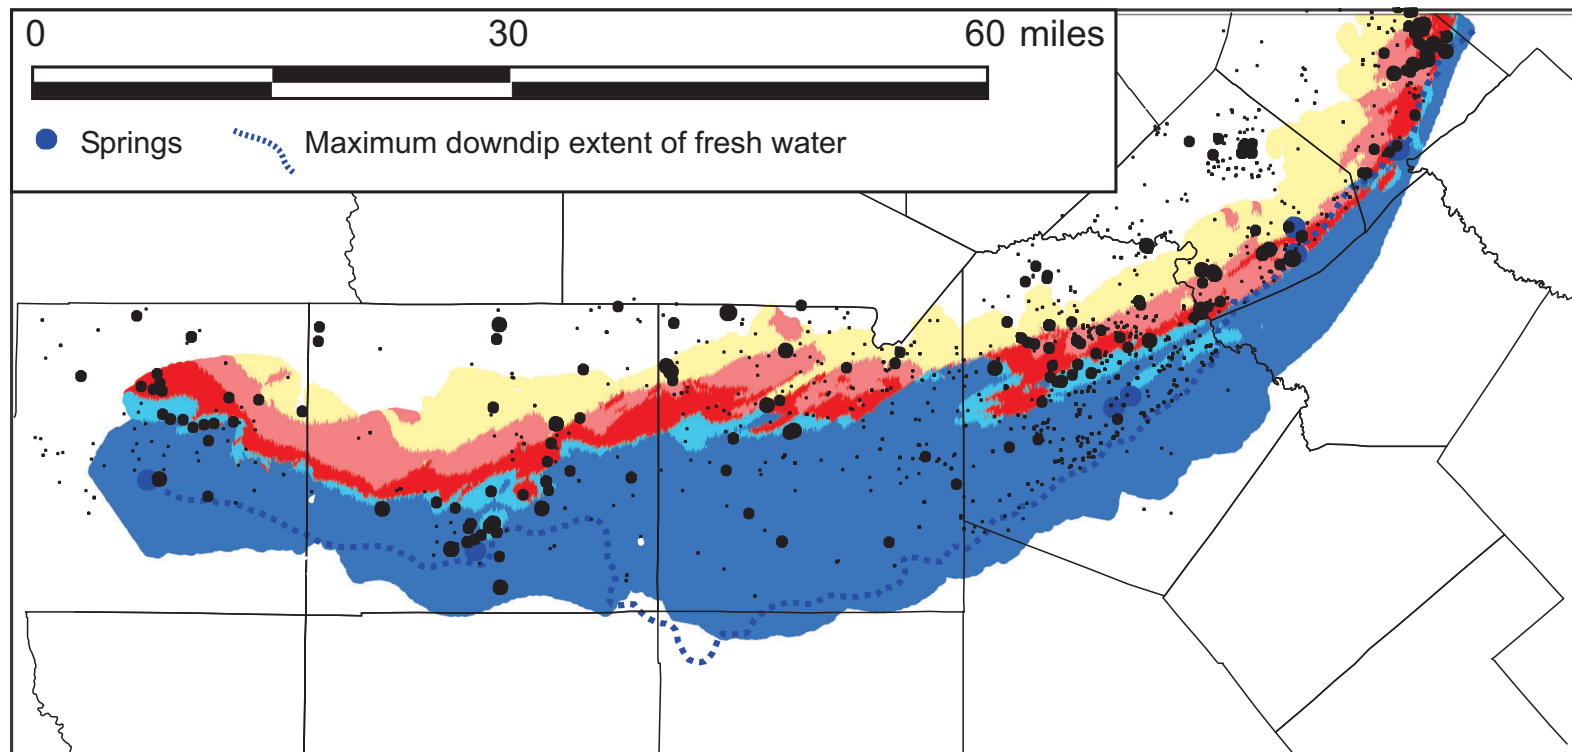 0 30 60 miles
Springs Maximum downdip extent of fresh water